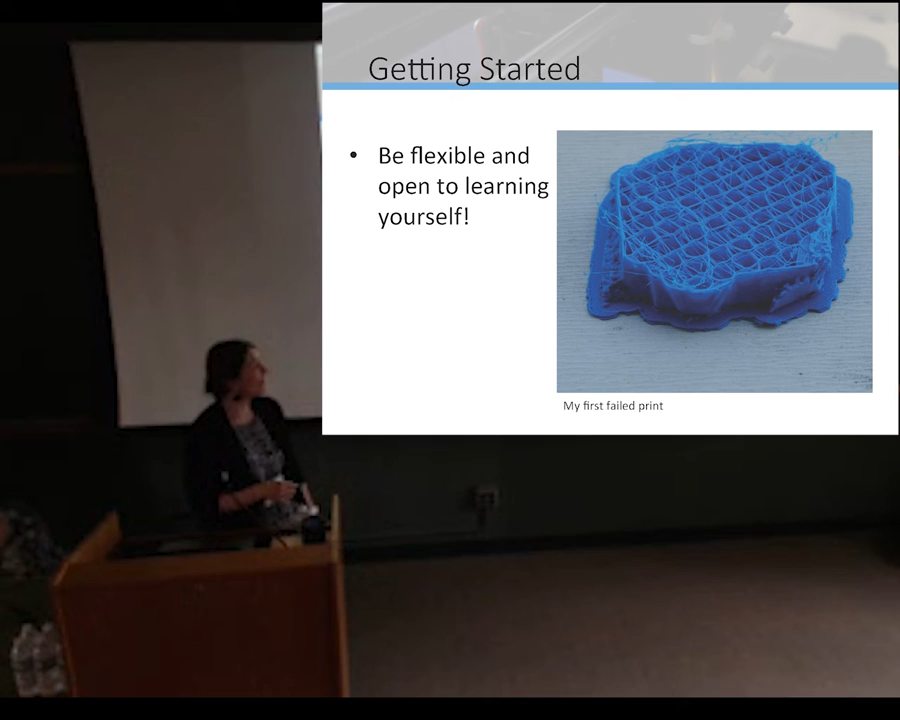 Getting Started
• Be flexible and
open to learning
yourself!
My first failed print